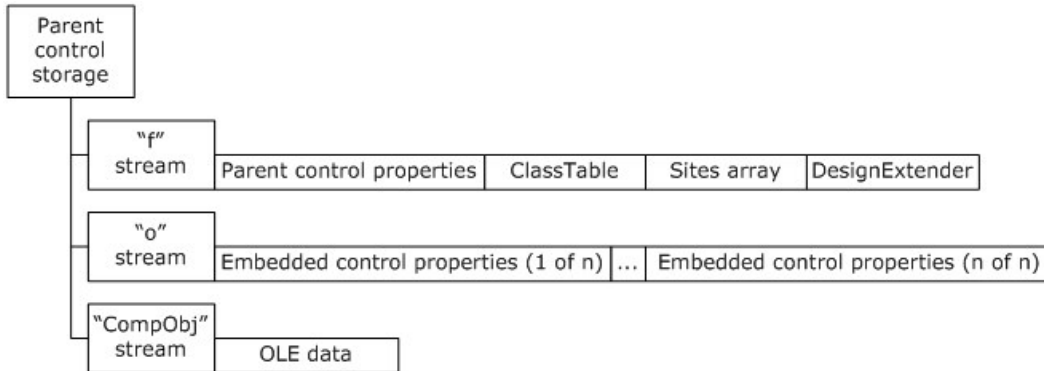 Parent
control
storage
“f”
stream
Parent control properties
ClassTable
Sites array
DesignExtender
“o”
stream
Embedded control properties (1 of n)
...
Embedded control properties (n of n)
“CompObj”
stream
OLE data